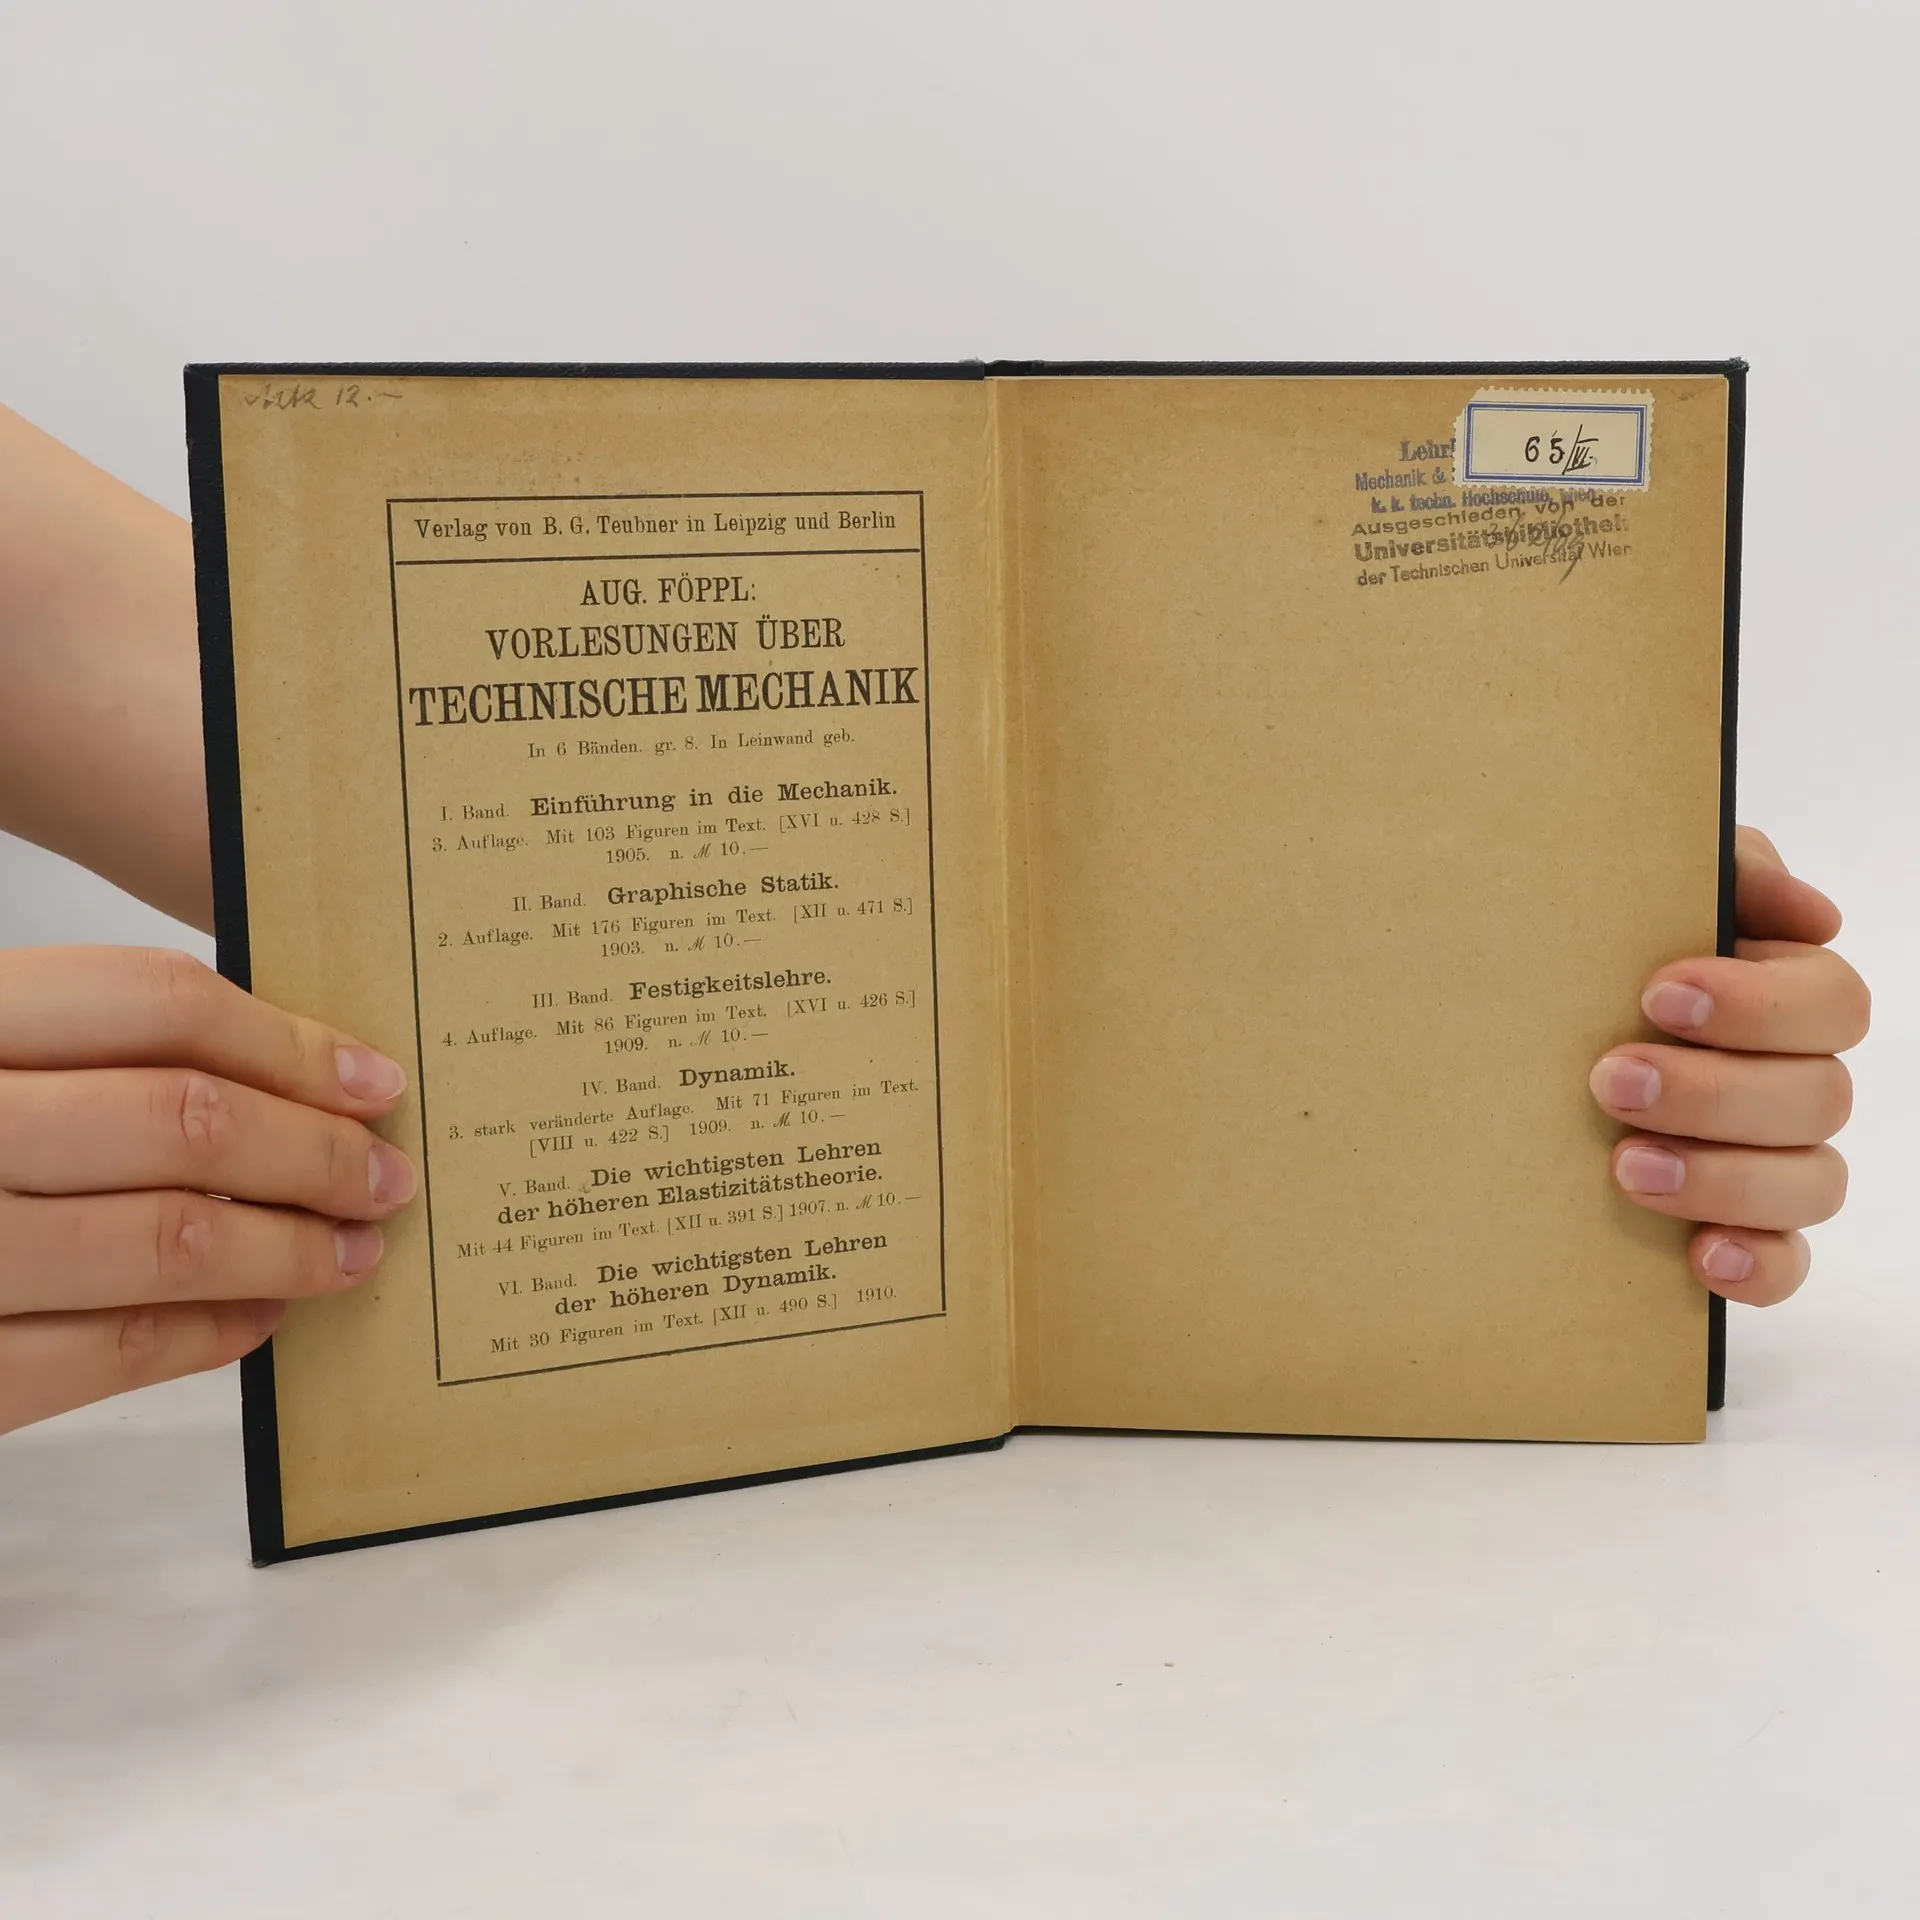 12.—
Verlag von B. G. Teubner in Leipzig und Berlin
AUG. FÖPPL:
VORLESUNGEN ÜBER
TECHNISCHE MECHANIK
In 6 Bänden. gr. 8. In Leinwand geb.
I. Band. Einführung in die Mechanik.
3. Auflage. Mit 103 Figuren im Text. [XVI u. 428 S.]
1905. n. ℳ 10.—
II. Band. Graphische Statik.
2. Auflage. Mit 176 Figuren im Text. [XII u. 471 S.]
1903. n. ℳ 10.—
III. Band. Festigkeitslehre.
4. Auflage. Mit 86 Figuren im Text. [XVI u. 426 S.]
1909. n. ℳ 10.—
IV. Band. Dynamik.
3. stark veränderte Auflage. Mit 71 Figuren im Text.
[VIII u. 422 S.] 1909. n. ℳ 10.—
V. Band. Die wichtigsten Lehren
der höheren Elastizitätstheorie.
Mit 44 Figuren im Text. [XII u. 391 S.] 1907. n. ℳ 10.—
VI. Band. Die wichtigsten Lehren
der höheren Dynamik.
Mit 30 Figuren im Text. [XII u. 490 S.] 1910.
65/VI.
Mechanik &
k. k. techn. Hochschule, Wien
Ausgeschieden von der
Universitätsbibliothek
der Technischen Universität Wien